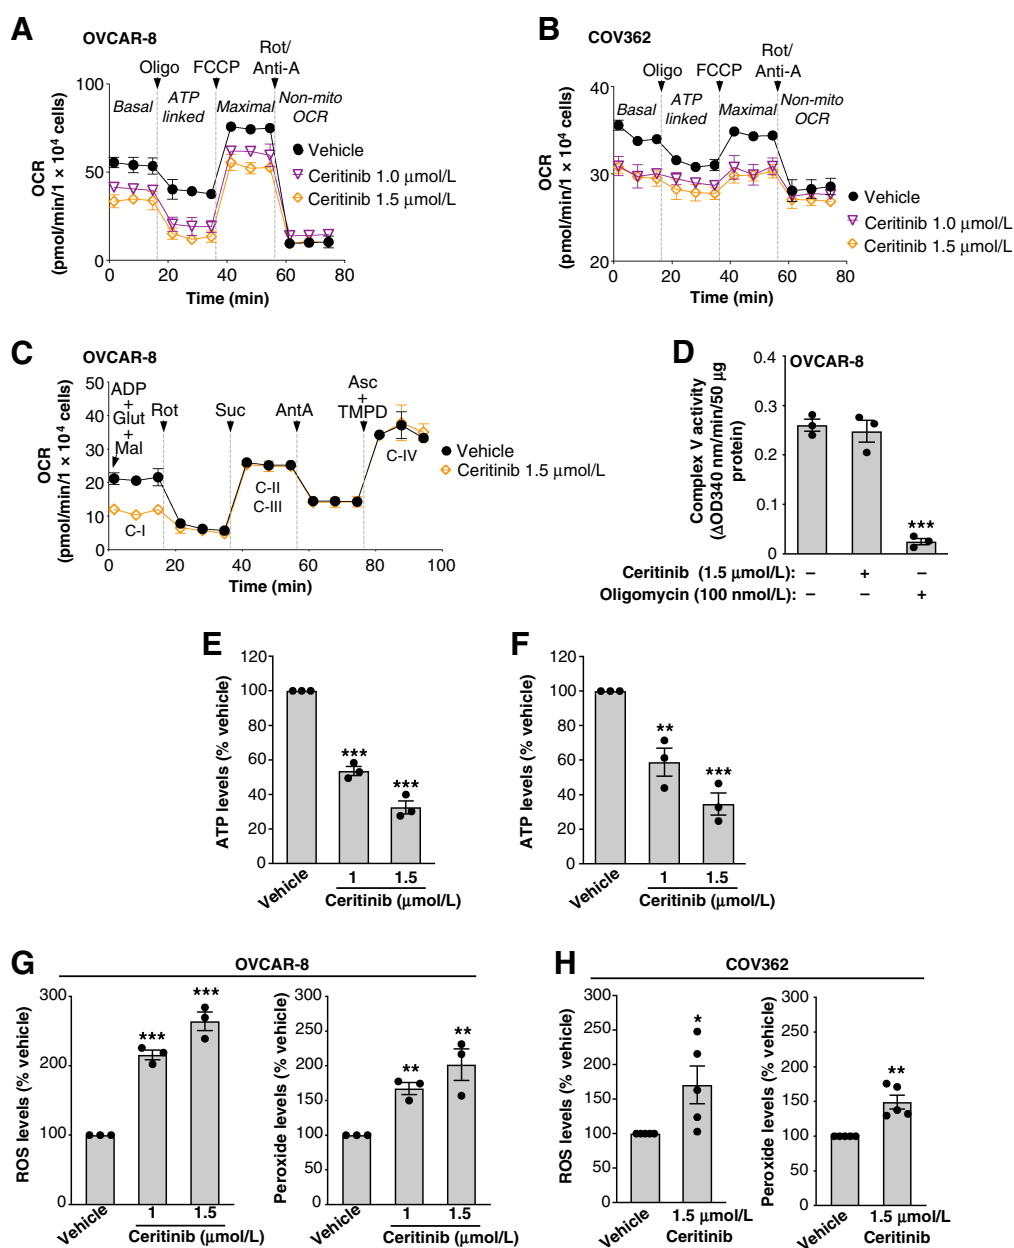 A
OVCAR-8
Oligo FCCP Rot/
Anti-A
Basal ATP
linked Maximal Non-mito
OCR
OCR
(pmol/min/1 × 10⁴ cells)
100
50
0
0 20 40 60 80
Time (min)
Vehicle
Ceritinib 1.0 μmol/L
Ceritinib 1.5 μmol/L
B
COV362
Oligo FCCP Rot/
Anti-A
Basal ATP
linked Maximal Non-mito
OCR
OCR
(pmol/min/1 × 10⁴ cells)
40
30
20
0 20 40 60 80
Time (min)
Vehicle
Ceritinib 1.0 μmol/L
Ceritinib 1.5 μmol/L
C
OVCAR-8
ADP
+
Glut
+
Mal
Rot Suc AntA Asc
+
TMPD
C-I
C-II
C-III
C-IV
OCR
(pmol/min/1 × 10⁴ cells)
50
40
30
20
10
0
0 20 40 60 80 100
Time (min)
Vehicle
Ceritinib 1.5 μmol/L
D
OVCAR-8
Complex V activity
(ΔOD340 nm/min/50 μg
protein)
0.4
0.3
0.2
0.1
0
***
Ceritinib (1.5 μmol/L): – + –
Oligomycin (100 nmol/L): – – +
E
ATP levels (% vehicle)
120
100
80
60
40
20
0
***
***
Vehicle 1 1.5
Ceritinib (μmol/L)
F
ATP levels (% vehicle)
120
100
80
60
40
20
0
**
***
Vehicle 1 1.5
Ceritinib (μmol/L)
G
OVCAR-8
ROS levels (% vehicle)
300
200
100
0
***
***
Vehicle 1 1.5
Ceritinib (μmol/L)
Peroxide levels (% vehicle)
300
250
200
150
100
50
0
**
**
Vehicle 1 1.5
Ceritinib (μmol/L)
H
COV362
ROS levels (% vehicle)
300
250
200
150
100
50
0
*
Vehicle 1.5 μmol/L
Ceritinib
Peroxide levels (% vehicle)
300
250
200
150
100
50
0
**
Vehicle 1.5 μmol/L
Ceritinib